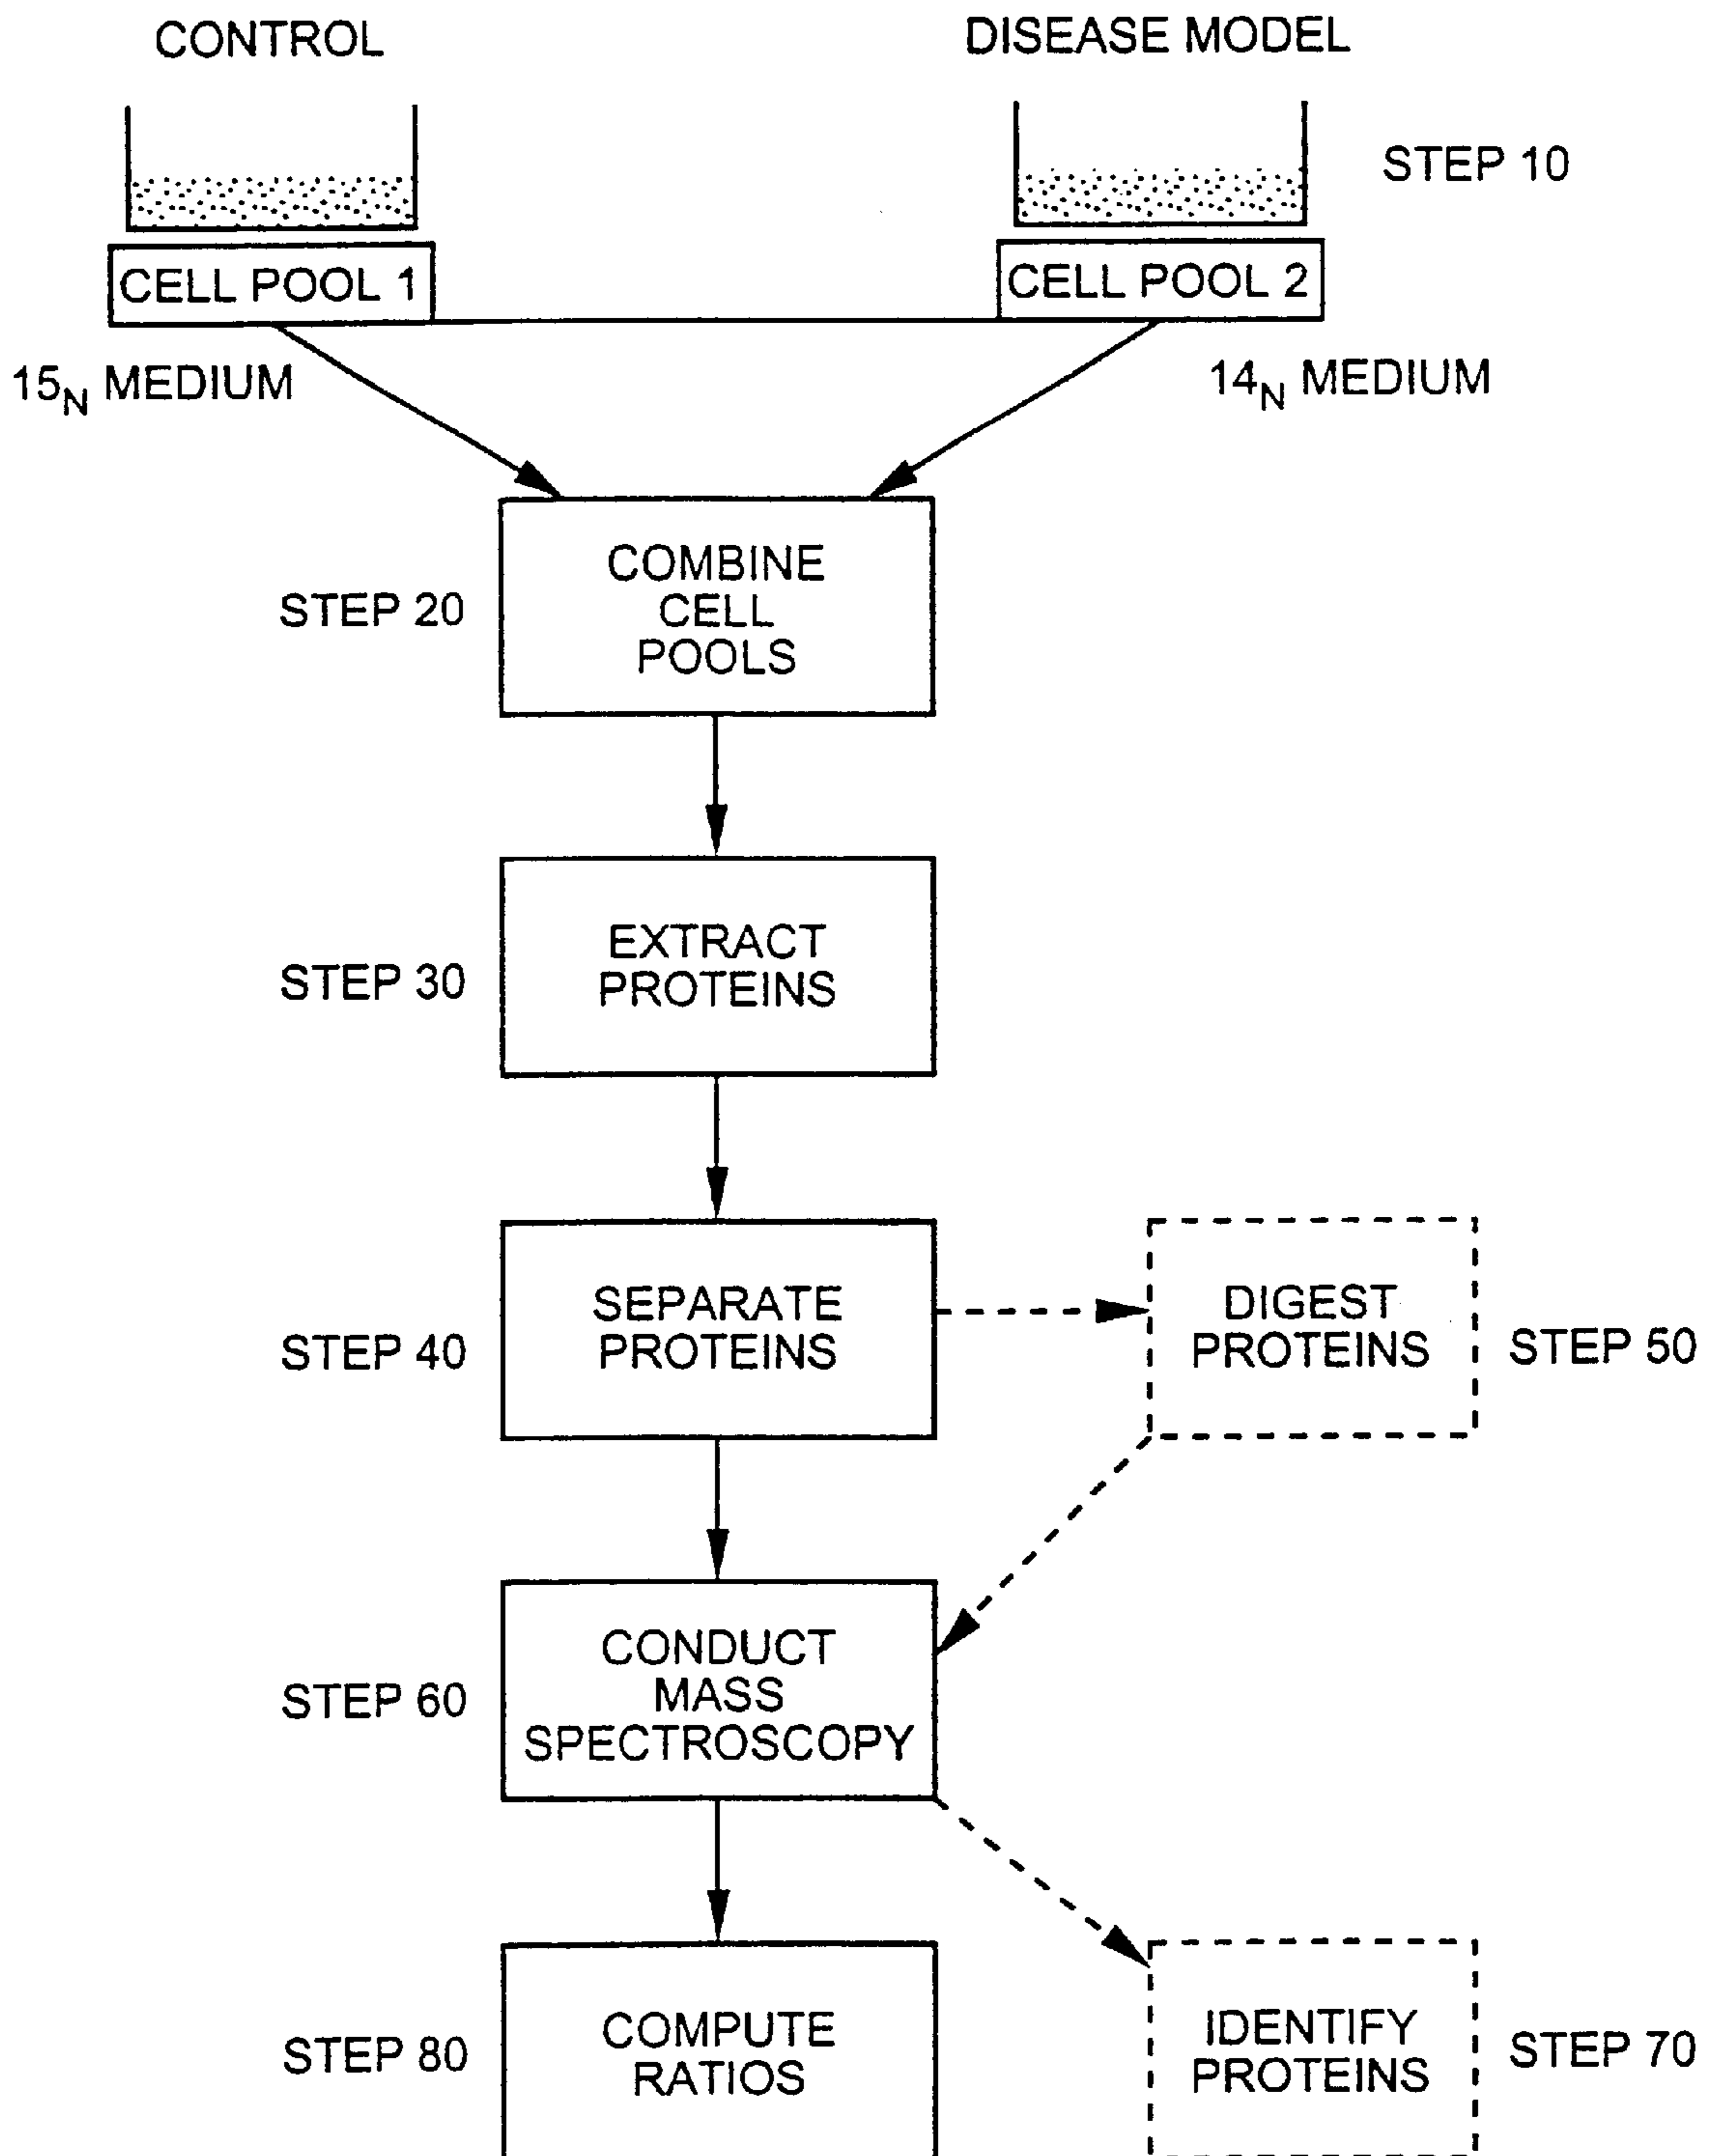 CONTROL
DISEASE MODEL
STEP 10
CELL POOL 1
CELL POOL 2
15N MEDIUM
14N MEDIUM
COMBINE
CELL
POOLS
STEP 20
EXTRACT
PROTEINS
STEP 30
SEPARATE
PROTEINS
STEP 40
DIGEST
PROTEINS
STEP 50
CONDUCT
MASS
SPECTROSCOPY
STEP 60
COMPUTE
RATIOS
STEP 80
IDENTIFY
PROTEINS
STEP 70